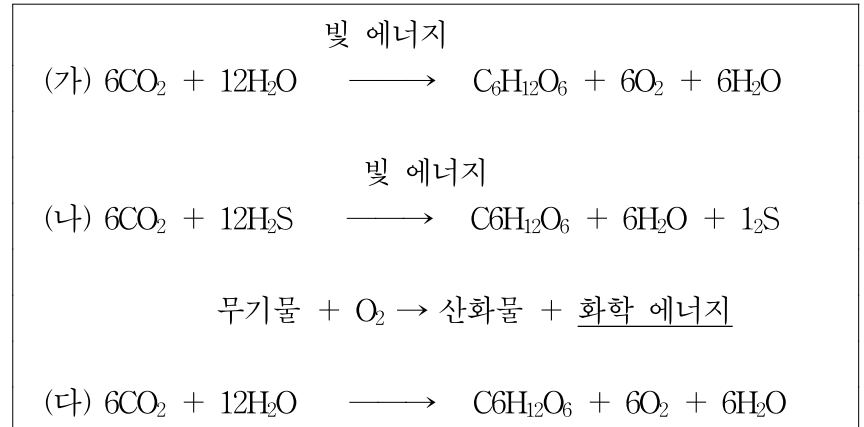 빛 에너지
(가) 6CO₂ + 12H₂O ⟶ C₆H₁₂O₆ + 6O₂ + 6H₂O
빛 에너지
(나) 6CO₂ + 12H₂S ⟶ C6H₁₂O₆ + 6H₂O + 1₂S
무기물 + O₂ → 산화물 + 화학 에너지
(다) 6CO₂ + 12H₂O ⟶ C6H₁₂O₆ + 6O₂ + 6H₂O